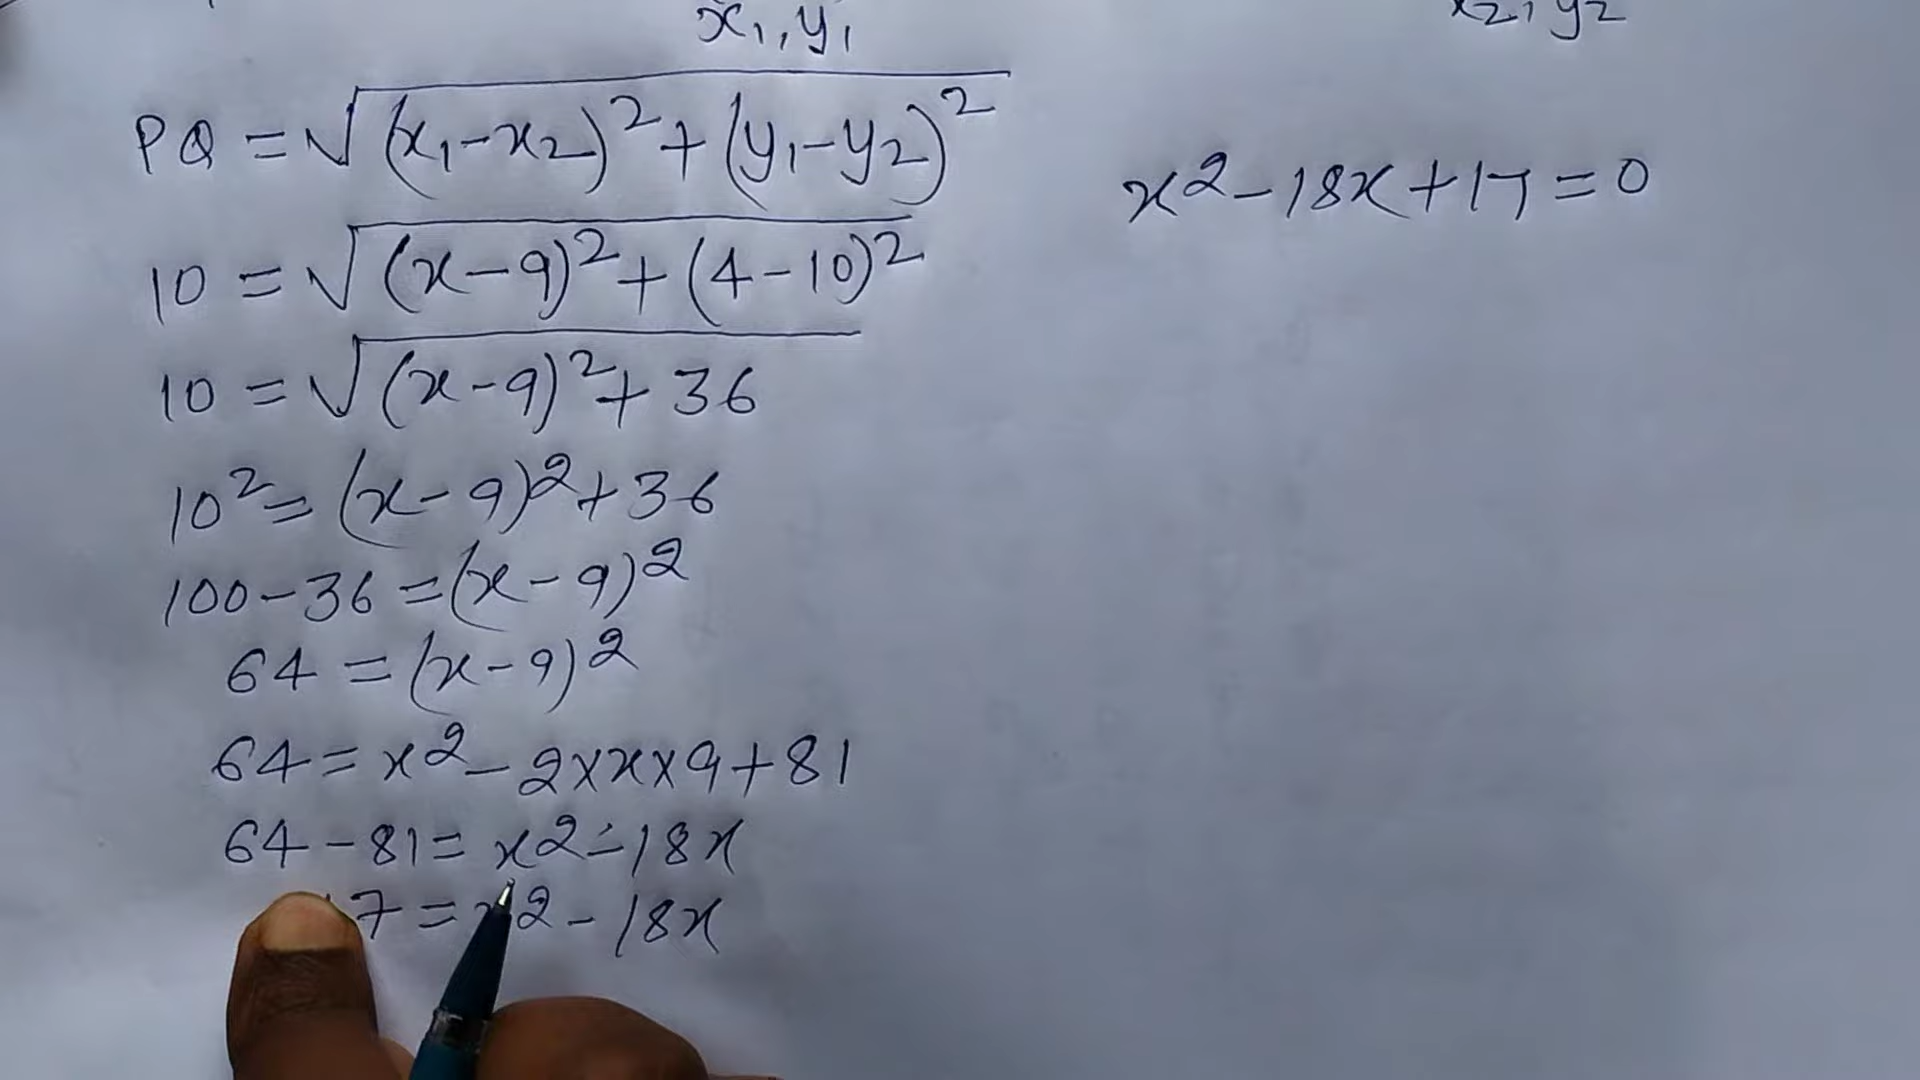 x₁, y₁
x₂, y₂
PQ = √(x₁-x₂)² + (y₁-y₂)²
10 = √(x-9)² + (4-10)²
10 = √(x-9)² + 36
10² = (x-9)² + 36
100-36 = (x-9)²
64 = (x-9)²
64 = x² - 2×x×9+81
64-81 = x² - 18x
7 = x² - 18x
x² - 18x + 17 = 0